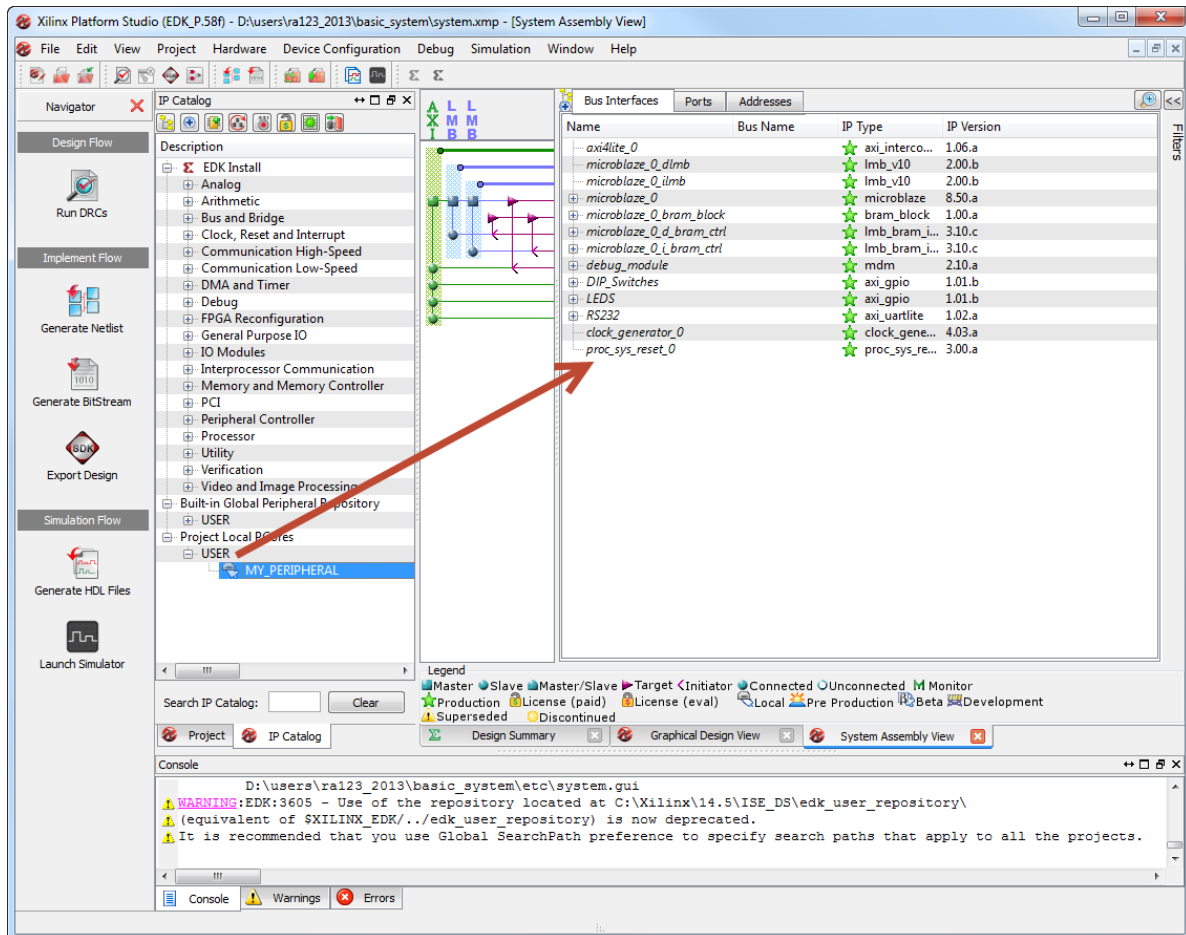 Xilinx Platform Studio (EDK_P.58f) - D:\users\ra123_2013\basic_system\system.xmp - [System Assembly View]
File Edit View Project Hardware Device Configuration Debug Simulation Window Help
Navigator
Design Flow
Run DRCs
Implement Flow
Generate Netlist
1010
Generate BitStream
SDK
Export Design
Simulation Flow
Generate HDL Files
Launch Simulator
IP Catalog
Description
EDK Install
Analog
Arithmetic
Bus and Bridge
Clock, Reset and Interrupt
Communication High-Speed
Communication Low-Speed
DMA and Timer
Debug
FPGA Reconfiguration
General Purpose IO
IO Modules
Interprocessor Communication
Memory and Memory Controller
PCI
Peripheral Controller
Processor
Utility
Verification
Video and Image Processing
Built-in Global Peripheral Repository
USER
Project Local PCores
USER
MY_PERIPHERAL
Search IP Catalog: Clear
Project IP Catalog
AXI LMB LMB
Bus Interfaces Ports Addresses
Name Bus Name IP Type IP Version
axi4lite_0 axi_interco... 1.06.a
microblaze_0_dlmb lmb_v10 2.00.b
microblaze_0_ilmb lmb_v10 2.00.b
microblaze_0 microblaze 8.50.a
microblaze_0_bram_block bram_block 1.00.a
microblaze_0_d_bram_ctrl lmb_bram_i... 3.10.c
microblaze_0_i_bram_ctrl lmb_bram_i... 3.10.c
debug_module mdm 2.10.a
DIP_Switches axi_gpio 1.01.b
LEDS axi_gpio 1.01.b
RS232 axi_uartlite 1.02.a
clock_generator_0 clock_gene... 4.03.a
proc_sys_reset_0 proc_sys_re... 3.00.a
Filters
Legend
Master Slave Master/Slave Target Initiator Connected Unconnected M Monitor
Production License (paid) License (eval) Local Pre Production Beta Development
Superseded Discontinued
Design Summary Graphical Design View System Assembly View
Console
D:\users\ra123_2013\basic_system\etc\system.gui
WARNING:EDK:3605 - Use of the repository located at C:\Xilinx\14.5\ISE_DS\edk_user_repository\
(equivalent of $XILINX_EDK/../edk_user_repository) is now deprecated.
It is recommended that you use Global SearchPath preference to specify search paths that apply to all the projects.
Console Warnings Errors